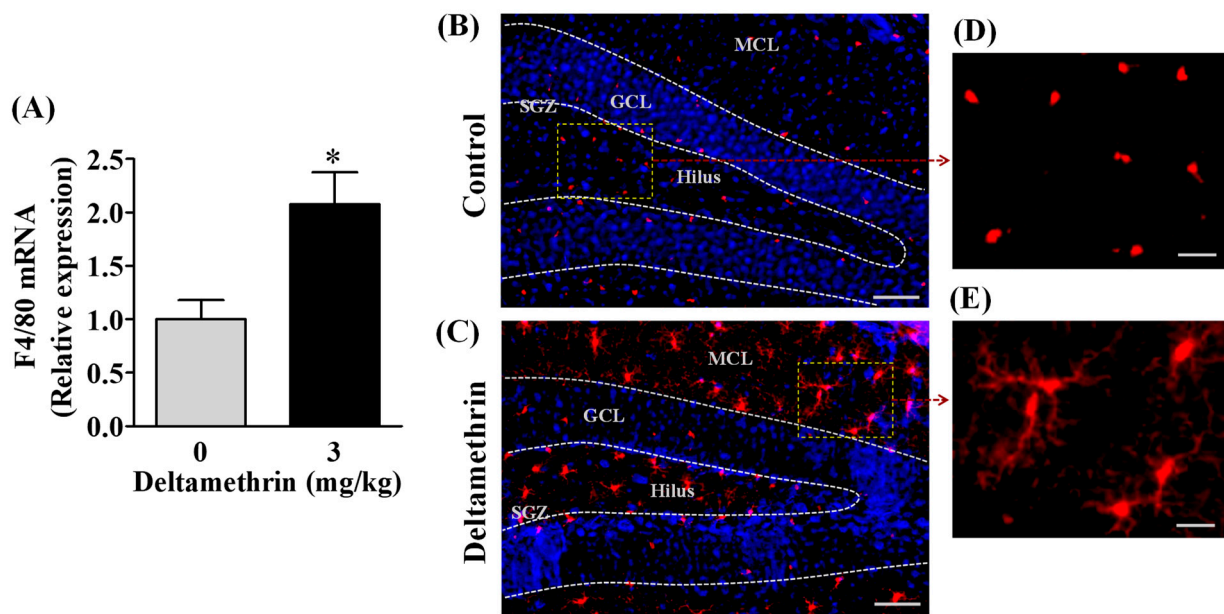 (A)
F4/80 mRNA
(Relative expression)
2.5
2.0
1.5
1.0
0.5
0.0
*
0
3
Deltamethrin (mg/kg)
(B)
Control
MCL
GCL
SGZ
Hilus
(D)
(C)
Deltamethrin
MCL
GCL
Hilus
SGZ
(E)